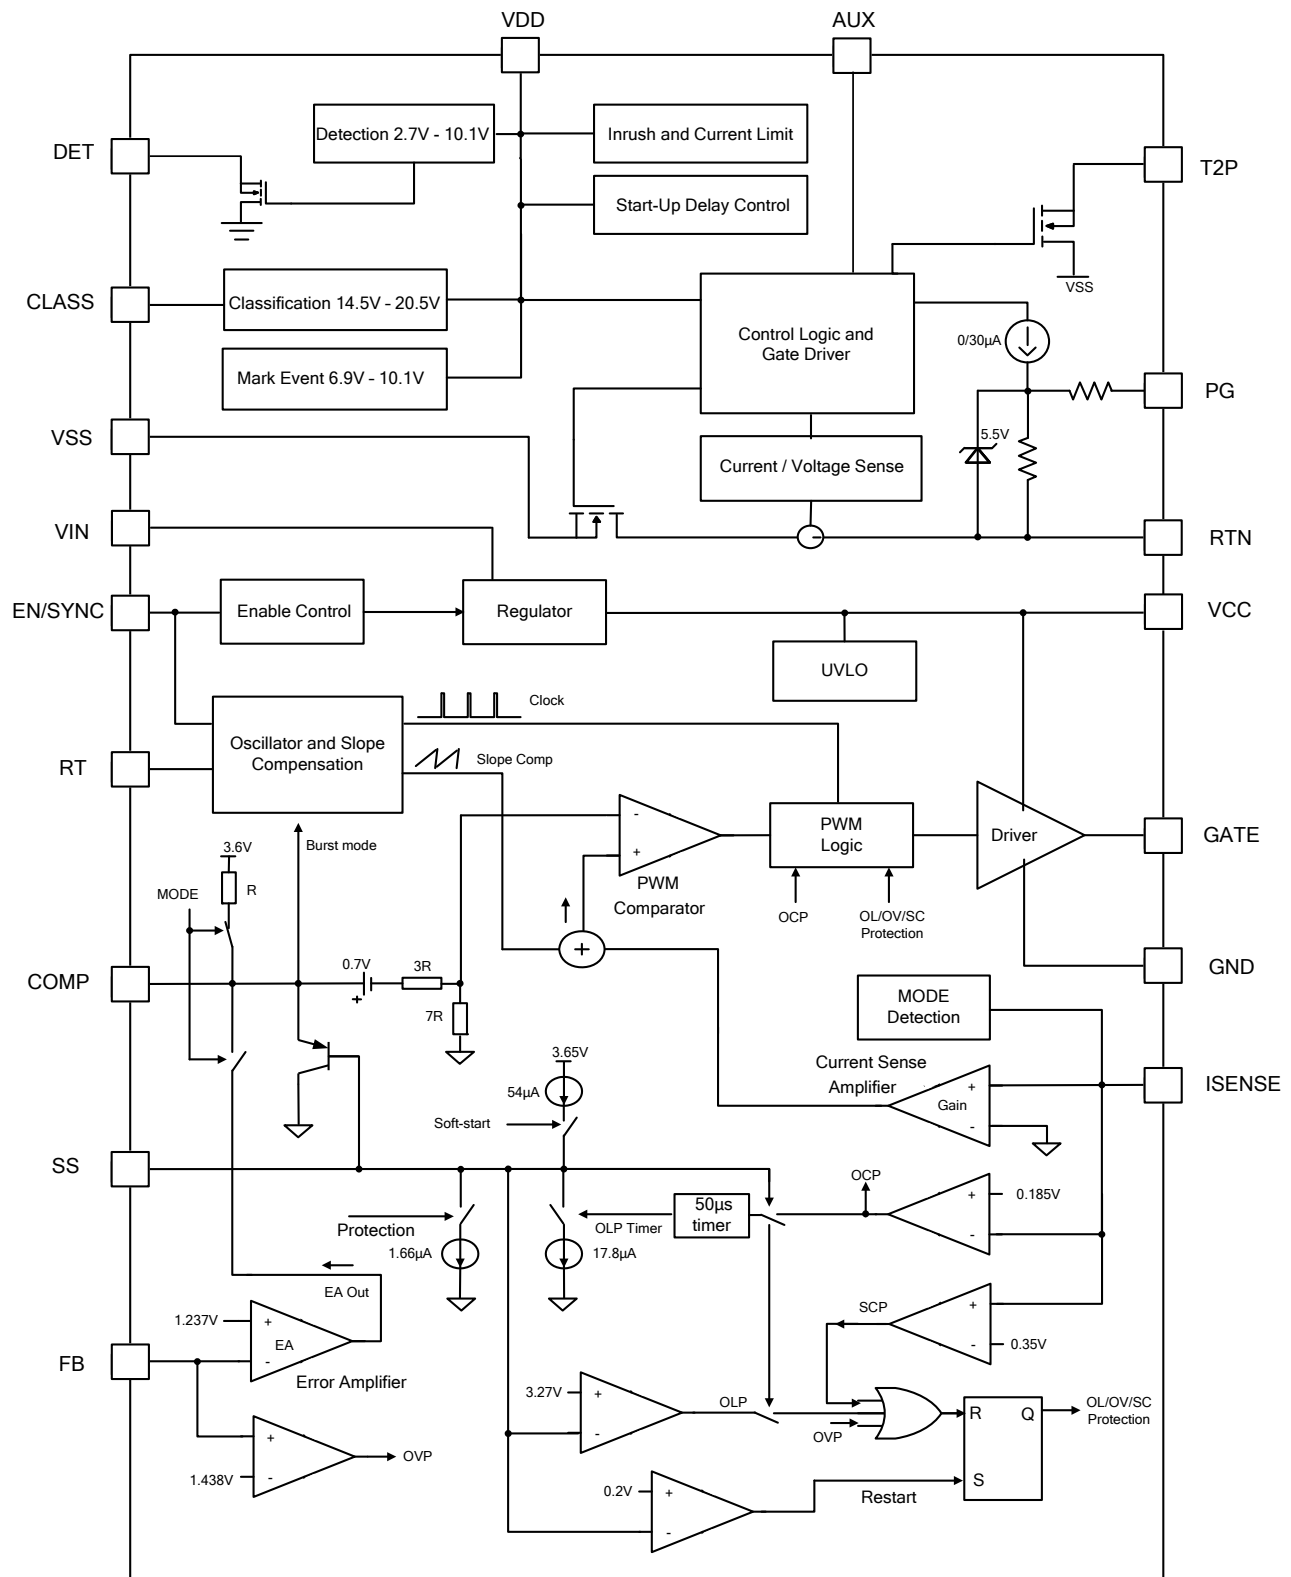 VDD
AUX
Detection 2.7V - 10.1V
Inrush and Current Limit
DET
T2P
Start-Up Delay Control
VSS
CLASS
Classification 14.5V - 20.5V
Control Logic and
Gate Driver
0/30µA
Mark Event 6.9V - 10.1V
PG
VSS
5.5V
Current / Voltage Sense
VIN
RTN
EN/SYNC
Enable Control
Regulator
VCC
UVLO
Clock
Oscillator and Slope
Compensation
Slope Comp
RT
-
PWM
Logic
Driver
GATE
Burst mode
3.6V
+
R
MODE
PWM
Comparator
OCP
OL/OV/SC
Protection
+
COMP
0.7V
3R
GND
+
7R
MODE
Detection
3.65V
Current Sense
Amplifier
54µA
+
Gain
ISENSE
Soft-start
-
SS
OCP
50µs
timer
+
0.185V
Protection
OLP Timer
-
1.66µA
17.8µA
EA Out
SCP
+
1.237V
+
EA
0.35V
-
FB
-
Error Amplifier
3.27V
+
OLP
R
Q
OL/OV/SC
Protection
-
OVP
+
OVP
1.438V
-
S
0.2V
+
Restart
-